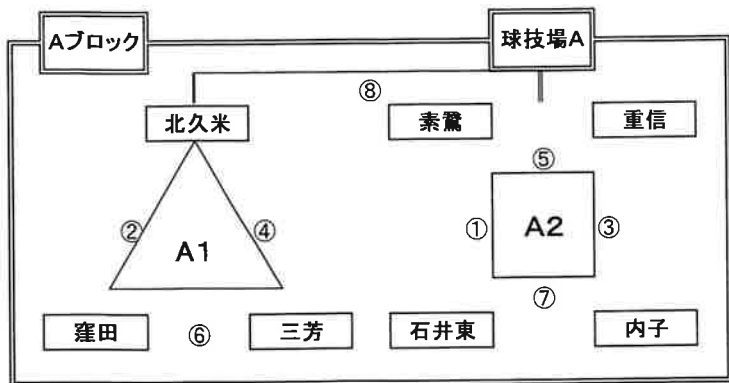 Aブロック
球技場A
⑧
北久米
素鵞
重信
⑤
②
④
①
A2
③
A1
⑦
窪田
⑥
三芳
石井東
内子